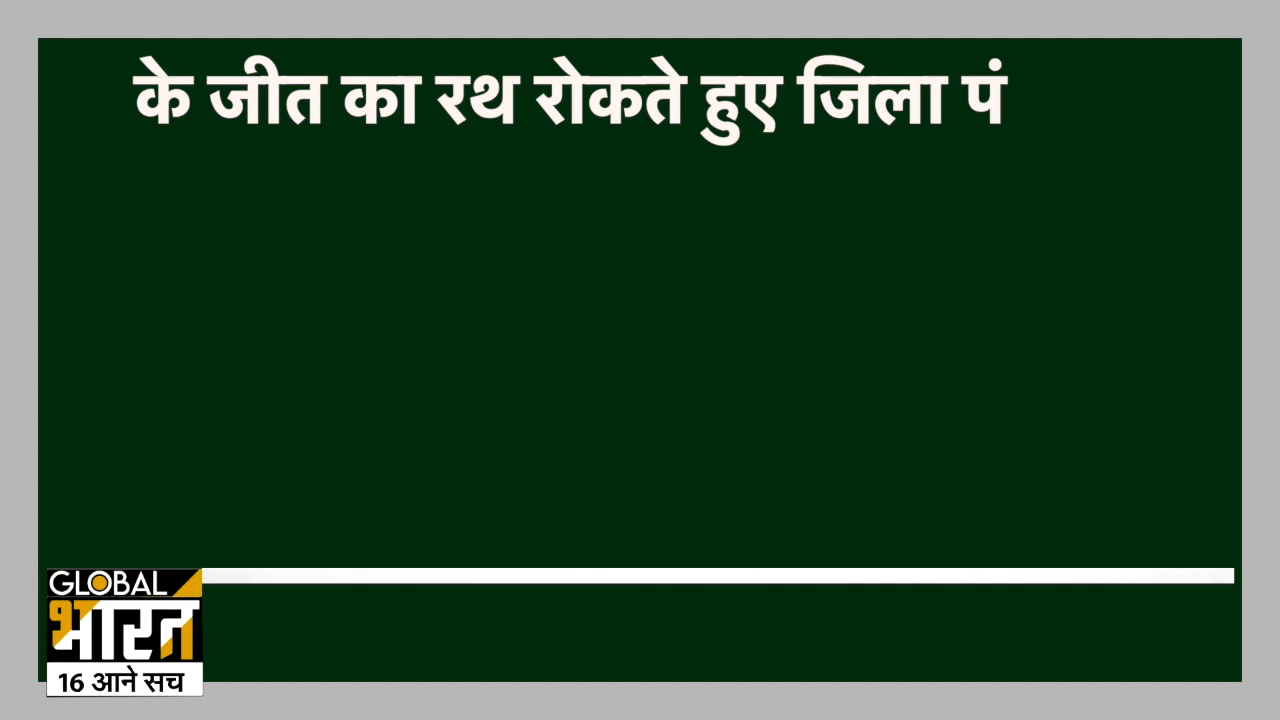 के जीत का रथ रोकते हुए जिला पं
GLOBAL
भारत
16 आने सच